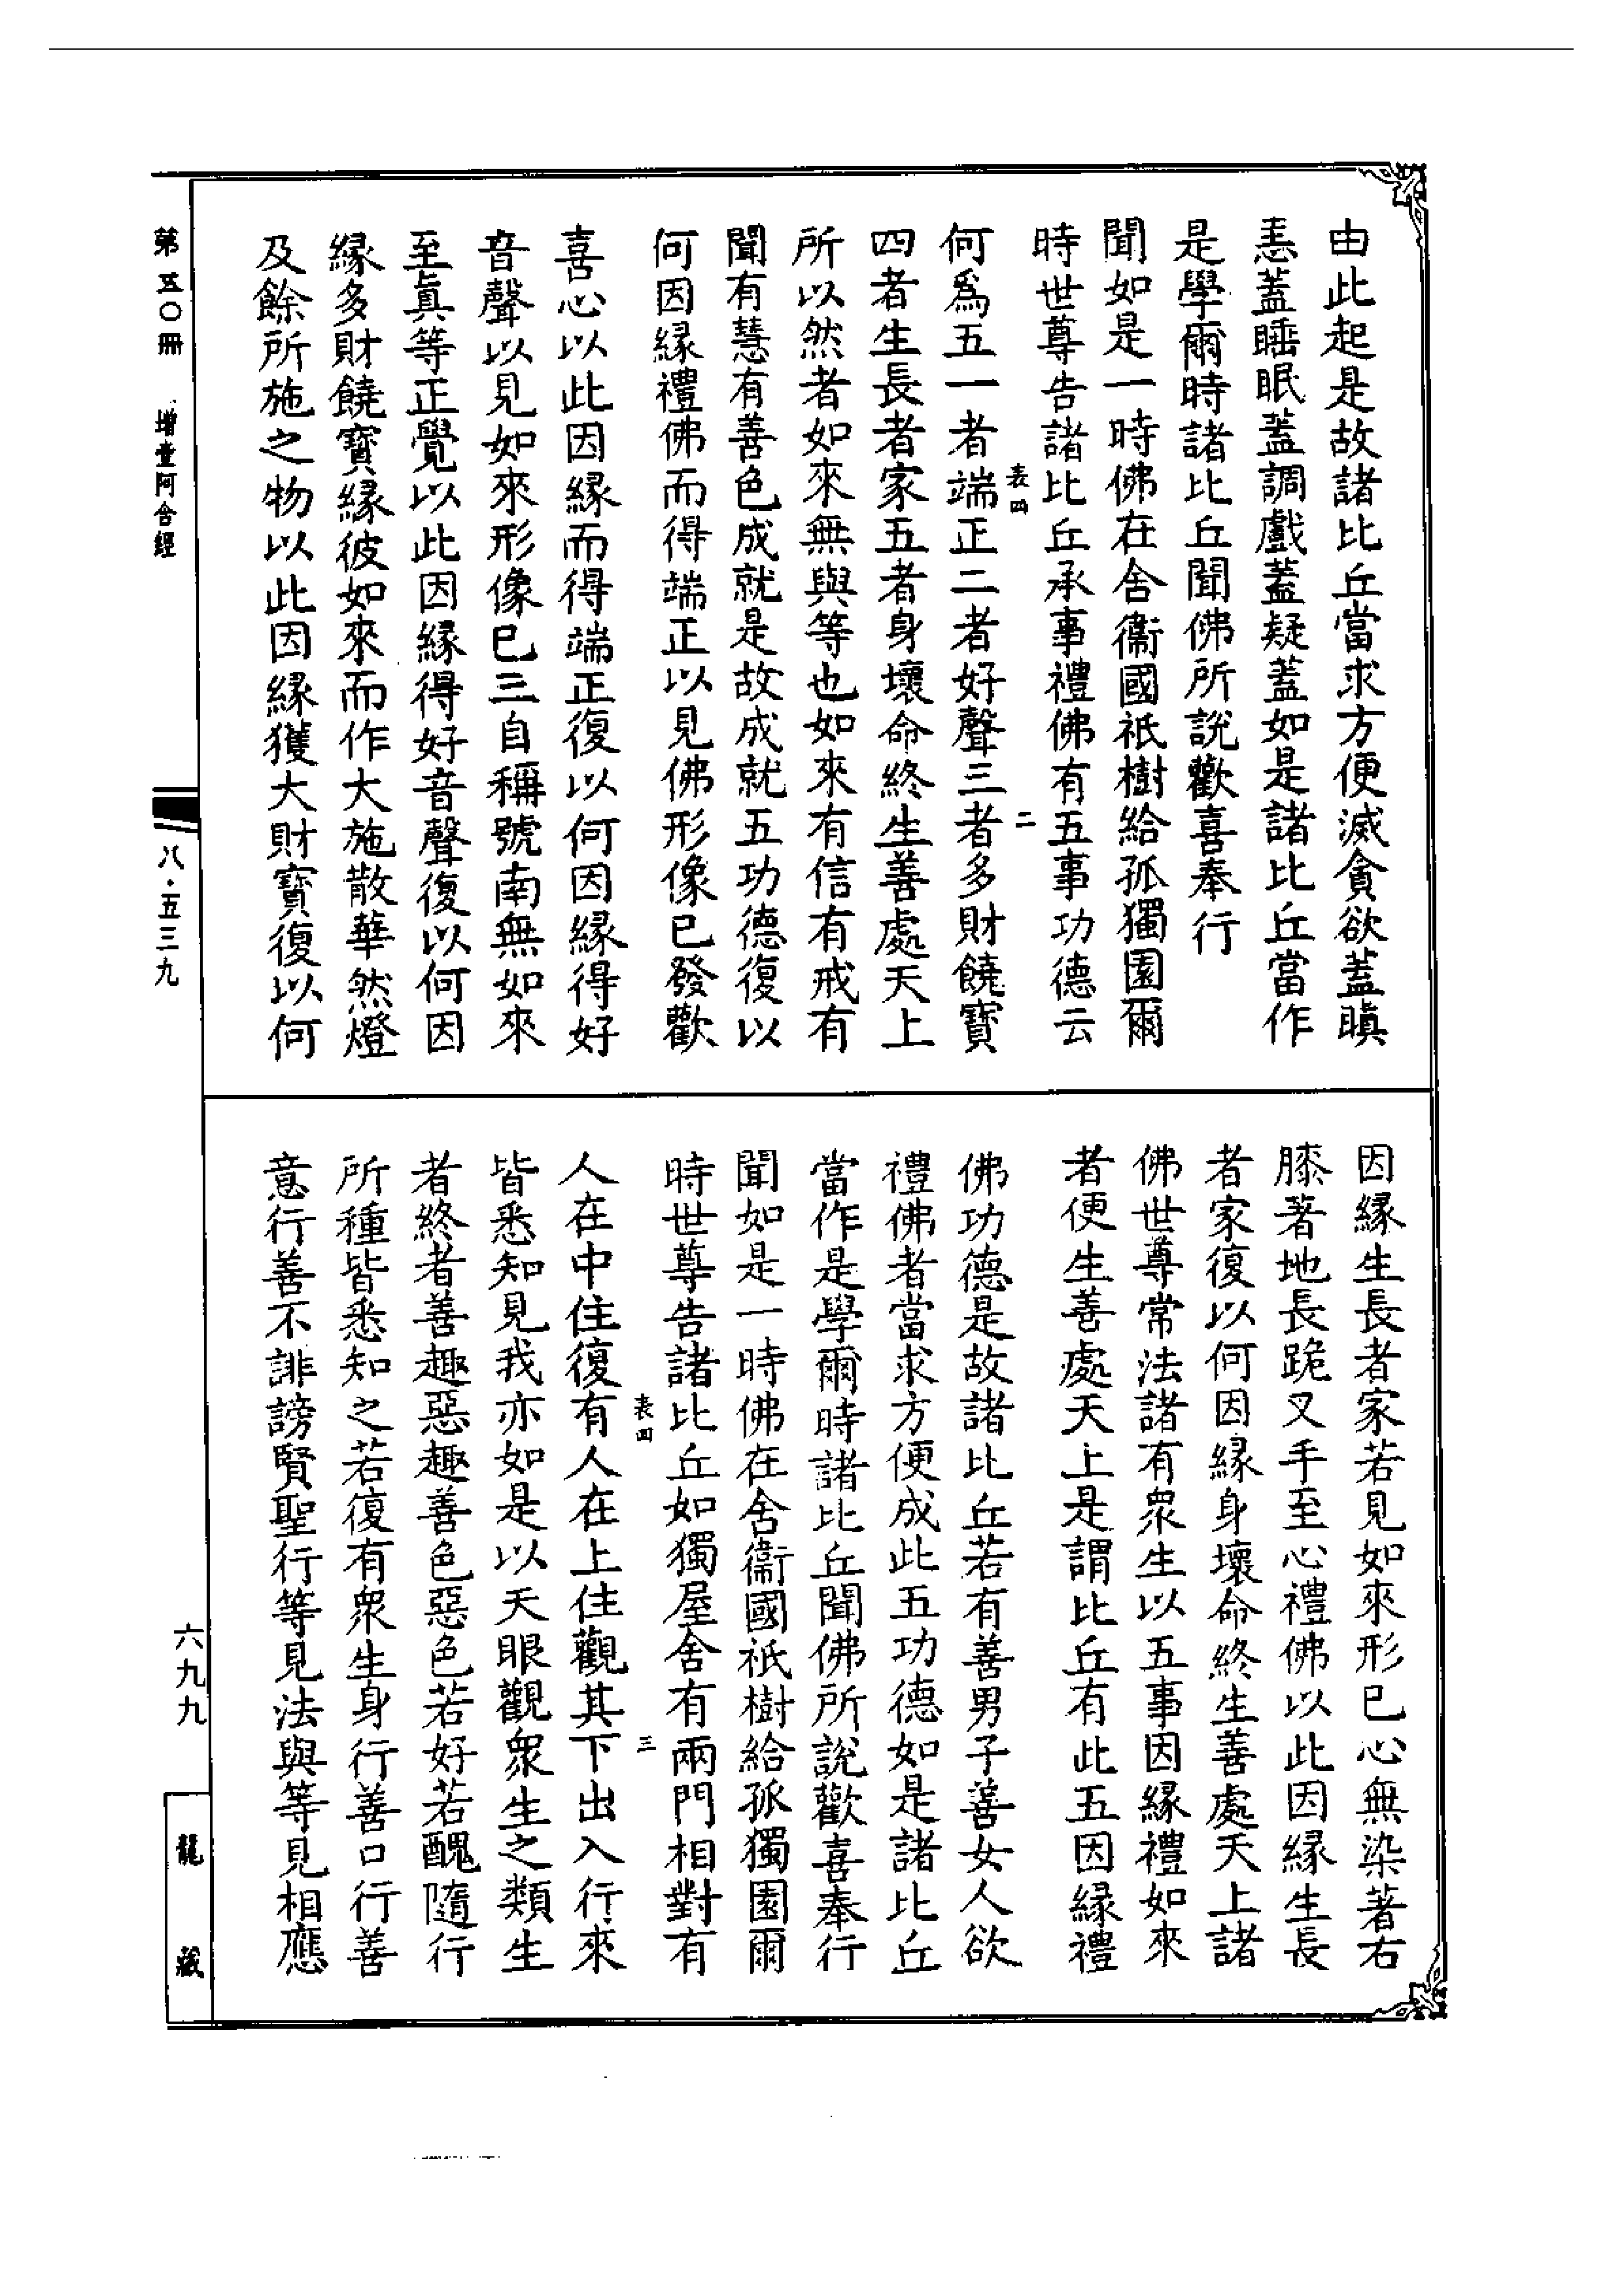 由此起是故諸比丘當求方便滅貪欲蓋瞋
恚蓋睡眠蓋調戲蓋疑蓋如是諸比丘當作
是學爾時諸比丘聞佛所說歡喜奉行
聞如是一時佛在舍衞國祇樹給孤獨園爾
時世尊告諸比丘承事禮佛有五事功德云
表四
二
何爲五一者端正二者好聲三者多財饒寶
四者生長者家五者身壞命終生善處天上
所以然者如來無與等也如來有信有戒有
聞有慧有善色成就是故成就五功德復以
何因緣禮佛而得端正以見佛形像已發歡
喜心以此因緣而得端正復以何因緣得好
音聲以見如來形像已三自稱號南無如來
至眞等正覺以此因緣得好音聲復以何因
緣多財饒寶緣彼如來而作大施散華然燈
及餘所施之物以此因緣獲大財寶復以何
因緣生長者家若見如來形已心無染著右
膝著地長跪叉手至心禮佛以此因緣生長
者家復以何因緣身壞命終生善處天上諸
佛世尊常法諸有衆生以五事因緣禮如來
者便生善處天上是謂比丘有此五因緣禮
佛功德是故諸比丘若有善男子善女人欲
禮佛者當求方便成此五功德如是諸比丘
當作是學爾時諸比丘聞佛所說歡喜奉行
聞如是一時佛在舍衞國祇樹給孤獨園爾
時世尊告諸比丘如獨屋舍有兩門相對有
表四
三
人在中住復有人在上住觀其下出入行來
皆悉知見我亦如是以天眼觀衆生之類生
者終者善趣惡趣善色惡色若好若醜隨行
所種皆悉知之若復有衆生身行善口行善
意行善不誹謗賢聖行等見法與等見相應
第五〇冊 增壹阿含經
八·五三九
六九九
龍藏